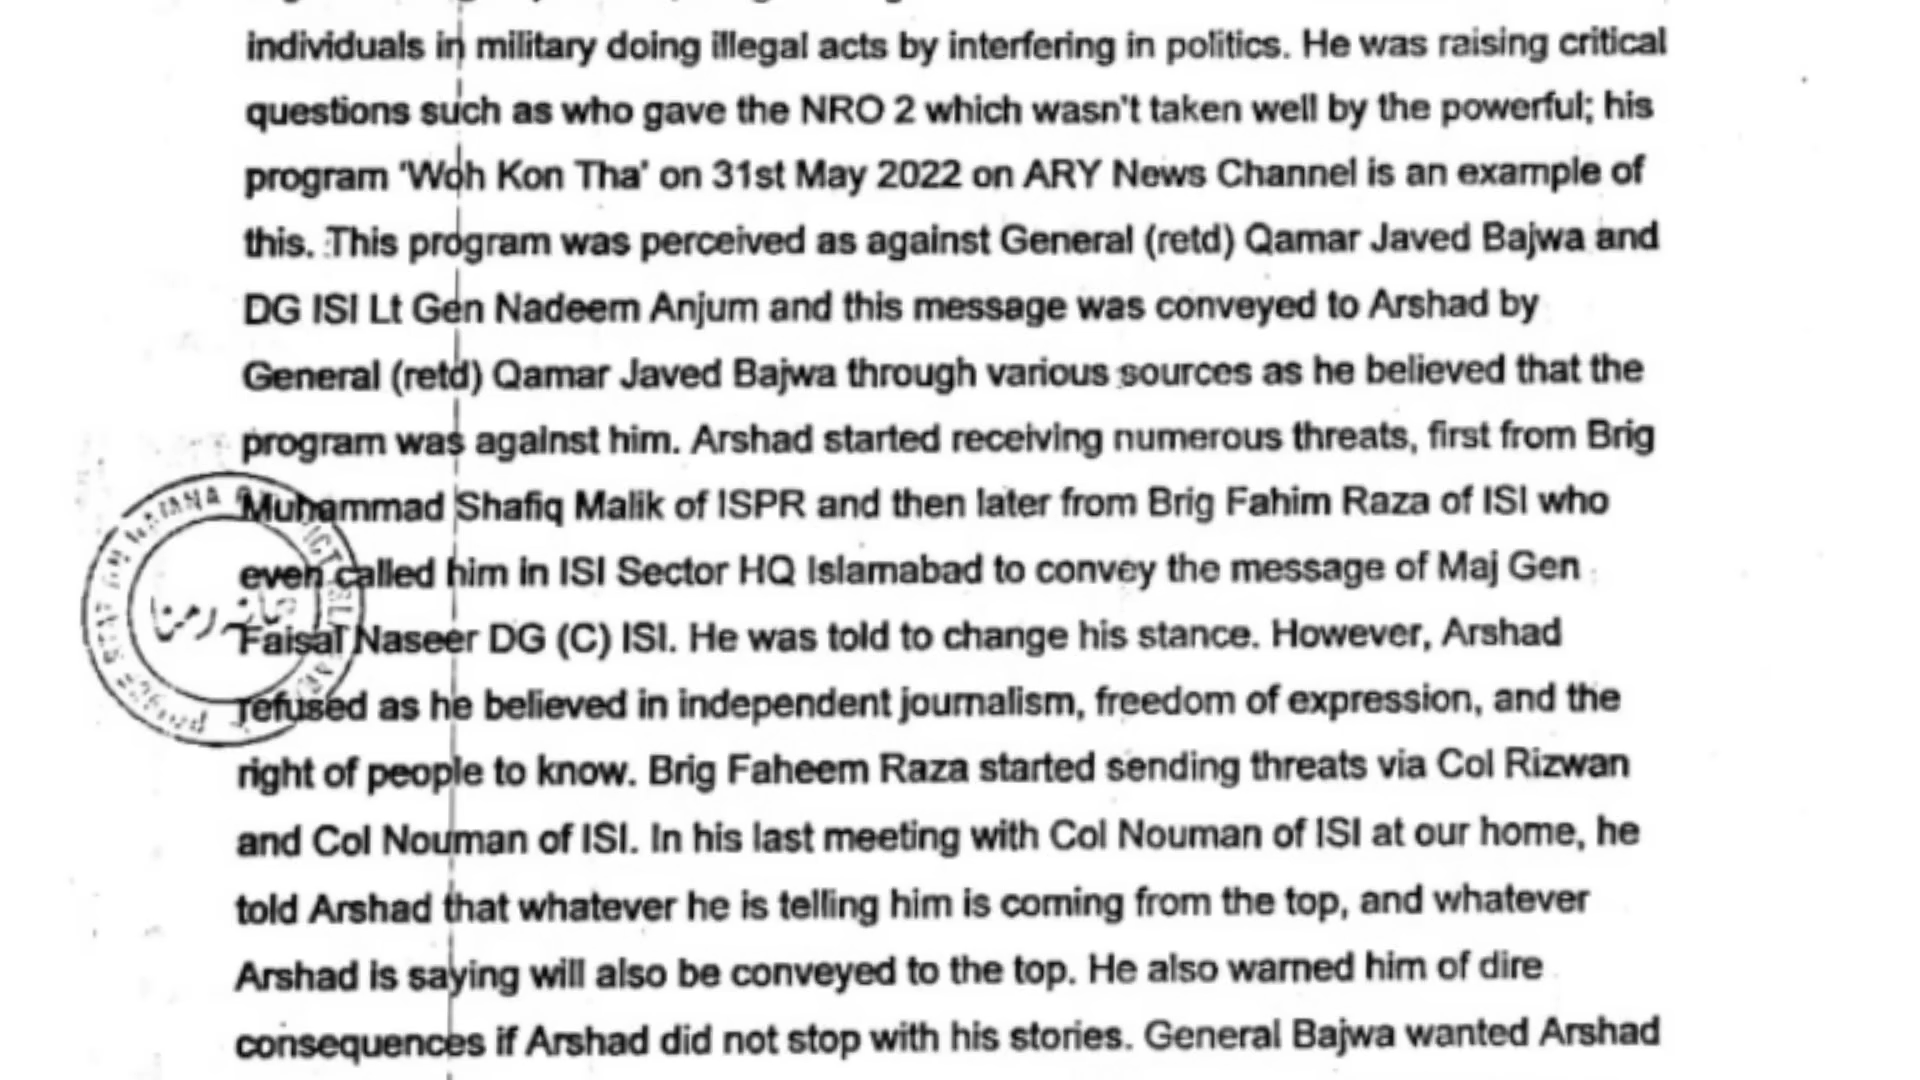 individuals in military doing illegal acts by interfering in politics. He was raising critical
questions such as who gave the NRO 2 which wasn't taken well by the powerful; his
program 'Woh Kon Tha' on 31st May 2022 on ARY News Channel is an example of
this. This program was perceived as against General (retd) Qamar Javed Bajwa and
DG ISI Lt Gen Nadeem Anjum and this message was conveyed to Arshad by
General (retd) Qamar Javed Bajwa through various sources as he believed that the
program was against him. Arshad started receiving numerous threats, first from Brig
Muhammad Shafiq Malik of ISPR and then later from Brig Fahim Raza of ISI who
even called him in ISI Sector HQ Islamabad to convey the message of Maj Gen
Faisal Naseer DG (C) ISI. He was told to change his stance. However, Arshad
refused as he believed in independent journalism, freedom of expression, and the
right of people to know. Brig Faheem Raza started sending threats via Col Rizwan
and Col Nouman of ISI. In his last meeting with Col Nouman of ISI at our home, he
told Arshad that whatever he is telling him is coming from the top, and whatever
Arshad is saying will also be conveyed to the top. He also warned him of dire
consequences if Arshad did not stop with his stories. General Bajwa wanted Arshad